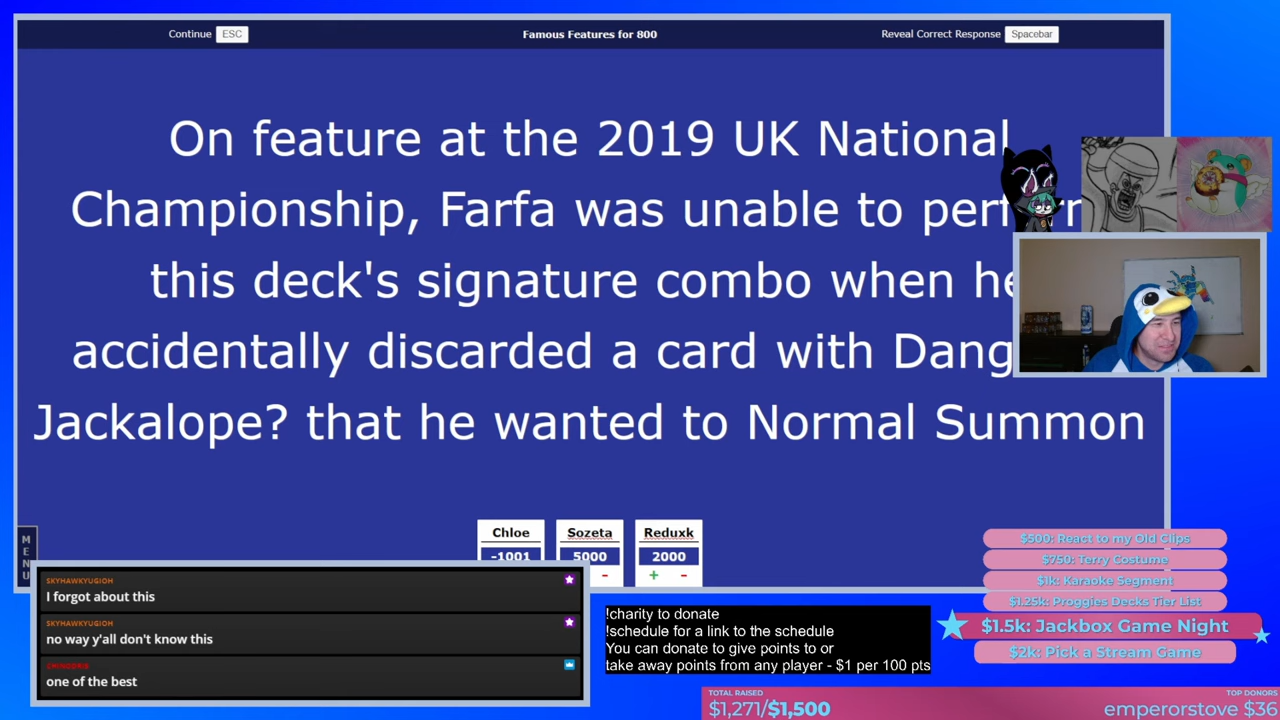 Continue ESC
Famous Features for 800
Reveal Correct Response Spacebar
On feature at the 2019 UK National
Championship, Farfa was unable to
this deck's signature combo when
accidentally discarded a card with
Jackalope? that he wanted to Normal Summon
MENU
Chloe
-1001
Sozeta
5000
-
Reduxk
2000
+ -
SKYHAWKYUGIOH
I forgot about this
SKYHAWKYUGIOH
no way y'all don't know this
one of the best
!charity to donate
!schedule for a link to the schedule
You can donate to give points to or
take away points from any player - $1 per 100 pts
$500: React to my Old Clips
$750: Terry Costume
$1k: Karaoke Segment
$1.25k: Proggies Decks Tier List
$1.5k: Jackbox Game Night
$2k: Pick a Stream Game
TOTAL RAISED
$1,271/$1,500
TOP DONORS
emperorstove $36